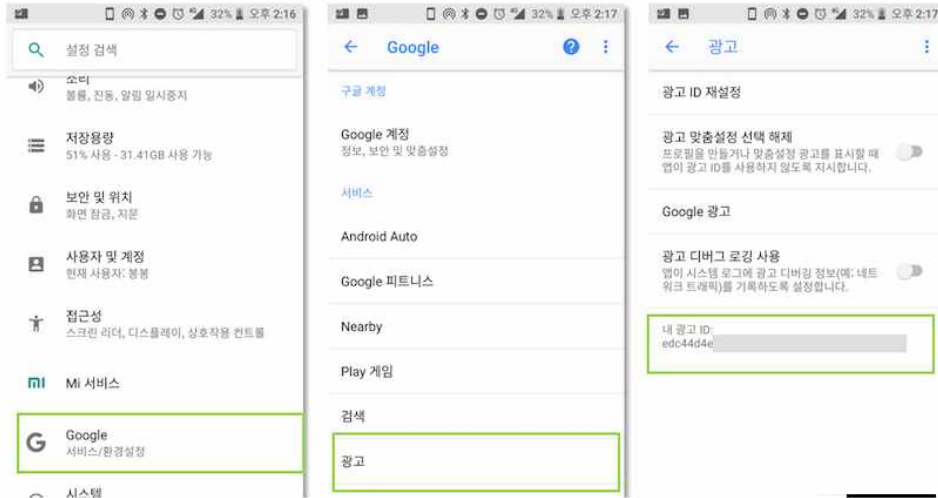 32% 오후 2:16
설정 검색
소리
볼륨, 진동, 알림 일시중지
저장용량
51% 사용 - 31.41GB 사용 가능
보안 및 위치
화면 잠금, 지문
사용자 및 계정
현재 사용자: 봉봉
접근성
스크린 리더, 디스플레이, 상호작용 컨트롤
Mi 서비스
Google
서비스/환경설정
시스템
32% 오후 2:17
Google
구글 계정
Google 계정
정보, 보안 및 맞춤설정
서비스
Android Auto
Google 피트니스
Nearby
Play 게임
검색
광고
32% 오후 2:17
광고
광고 ID 재설정
광고 맞춤설정 선택 해제
프로필을 만들거나 맞춤설정 광고를 표시할 때
앱이 광고 ID를 사용하지 않도록 지시합니다.
Google 광고
광고 디버그 로깅 사용
앱이 시스템 로그에 광고 디버깅 정보(예: 네트
워크 트래픽)를 기록하도록 설정합니다.
내 광고 ID:
edc44d4e